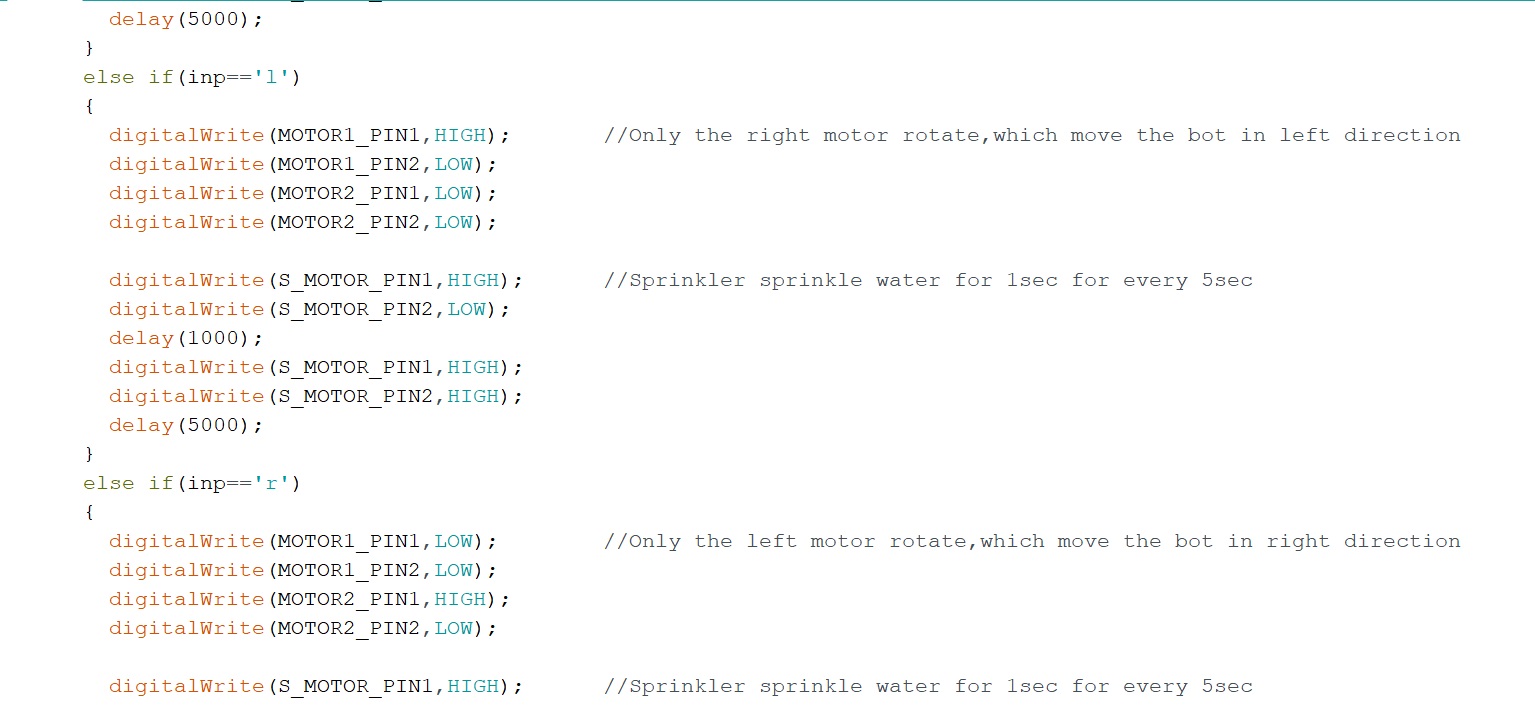 delay(5000);
}
else if(inp=='l')
{
digitalWrite(MOTOR1_PIN1,HIGH); //Only the right motor rotate,which move the bot in left direction
digitalWrite(MOTOR1_PIN2,LOW);
digitalWrite(MOTOR2_PIN1,LOW);
digitalWrite(MOTOR2_PIN2,LOW);
digitalWrite(S_MOTOR_PIN1,HIGH); //Sprinkler sprinkle water for 1sec for every 5sec
digitalWrite(S_MOTOR_PIN2,LOW);
delay(1000);
digitalWrite(S_MOTOR_PIN1,HIGH);
digitalWrite(S_MOTOR_PIN2,HIGH);
delay(5000);
}
else if(inp=='r')
{
digitalWrite(MOTOR1_PIN1,LOW); //Only the left motor rotate,which move the bot in right direction
digitalWrite(MOTOR1_PIN2,LOW);
digitalWrite(MOTOR2_PIN1,HIGH);
digitalWrite(MOTOR2_PIN2,LOW);
digitalWrite(S_MOTOR_PIN1,HIGH); //Sprinkler sprinkle water for 1sec for every 5sec